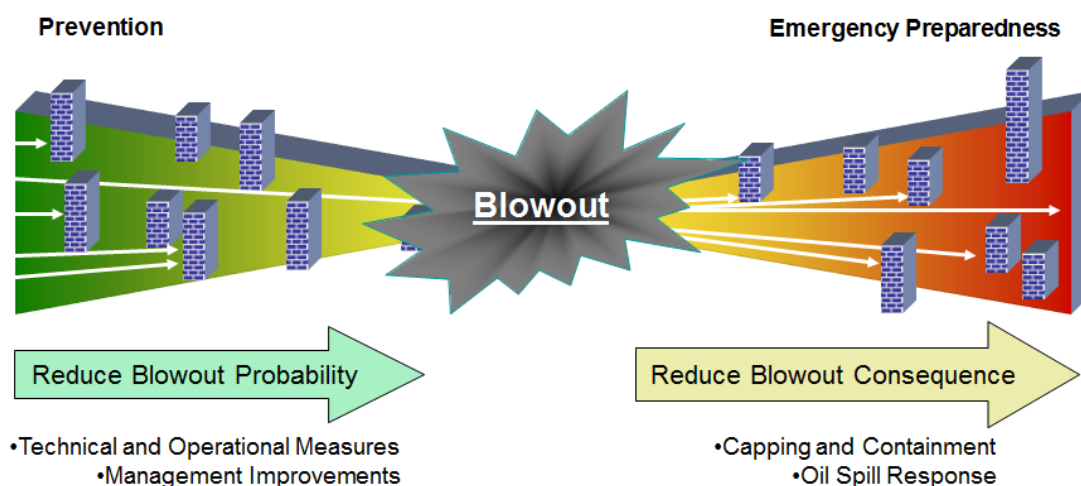 Prevention
Emergency Preparedness
Blowout
Reduce Blowout Probability
Reduce Blowout Consequence
•Technical and Operational Measures
•Management Improvements
•Capping and Containment
•Oil Spill Response